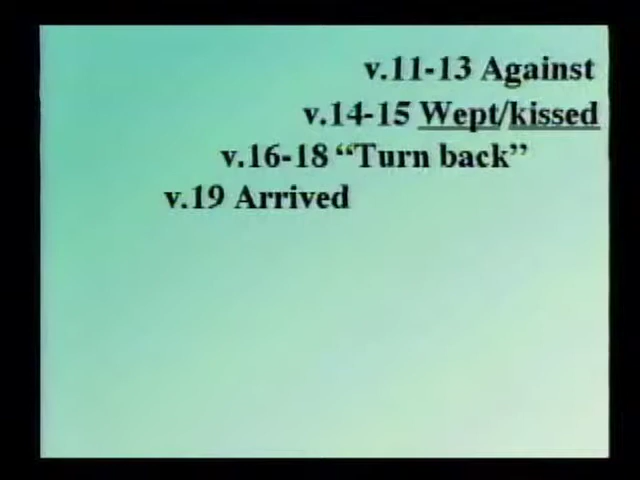 v.11-13 Against
v.14-15 Wept/kissed
v.16-18 “Turn back”
v.19 Arrived